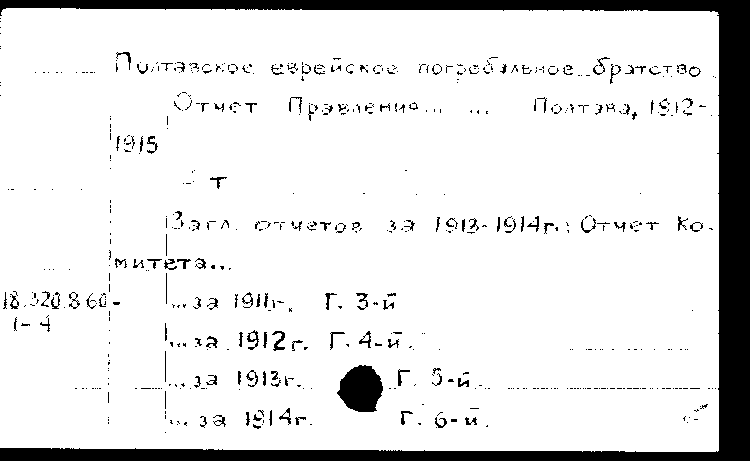 Полтавское еврейское погребальное братство
Отчет Правления... ... Полтава, 1912-
1915
т
Загл. отчетов за 1913-1914г.: Отчет Ко-
митета...
18.320.8.60-
1-4
...за 1911г. Г. 3-й
...за 1912г. Г. 4-й.
...за 1913г. Г. 5-й.
...за 1914г. Г. 6-й.